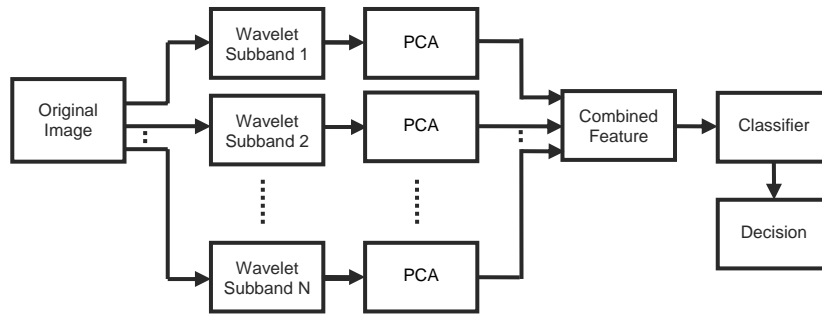 Original
Image
Wavelet
Subband 1
PCA
Wavelet
Subband 2
PCA
Wavelet
Subband N
PCA
Combined
Feature
Classifier
Decision